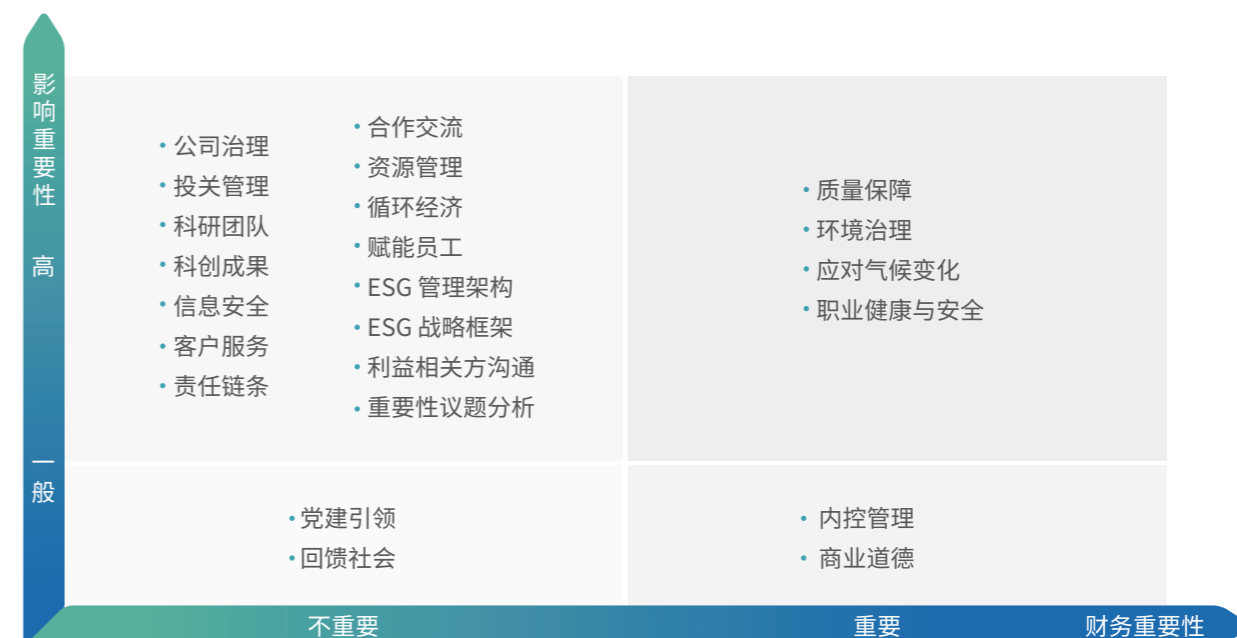 影响重要性
高
一般
• 公司治理
• 投关管理
• 科研团队
• 科创成果
• 信息安全
• 客户服务
• 责任链条
• 合作交流
• 资源管理
• 循环经济
• 赋能员工
• ESG 管理架构
• ESG 战略框架
• 利益相关方沟通
• 重要性议题分析
• 质量保障
• 环境治理
• 应对气候变化
• 职业健康与安全
• 党建引领
• 回馈社会
• 内控管理
• 商业道德
不重要
重要
财务重要性